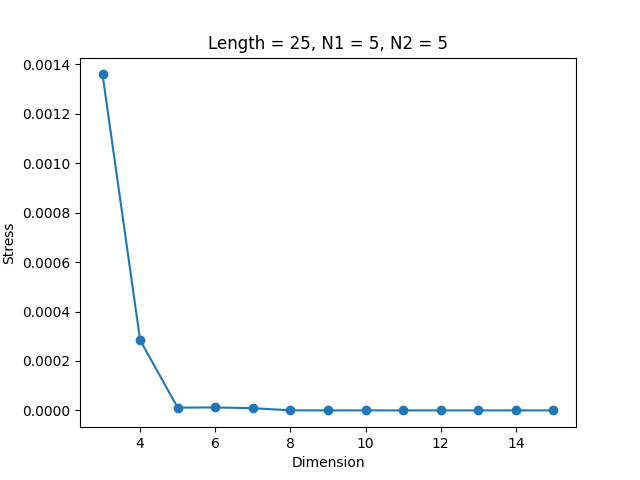 Length = 25, N1 = 5, N2 = 5
0.0014
0.0012
0.0010
0.0008
0.0006
0.0004
0.0002
0.0000
Stress
4 6 8 10 12 14
Dimension